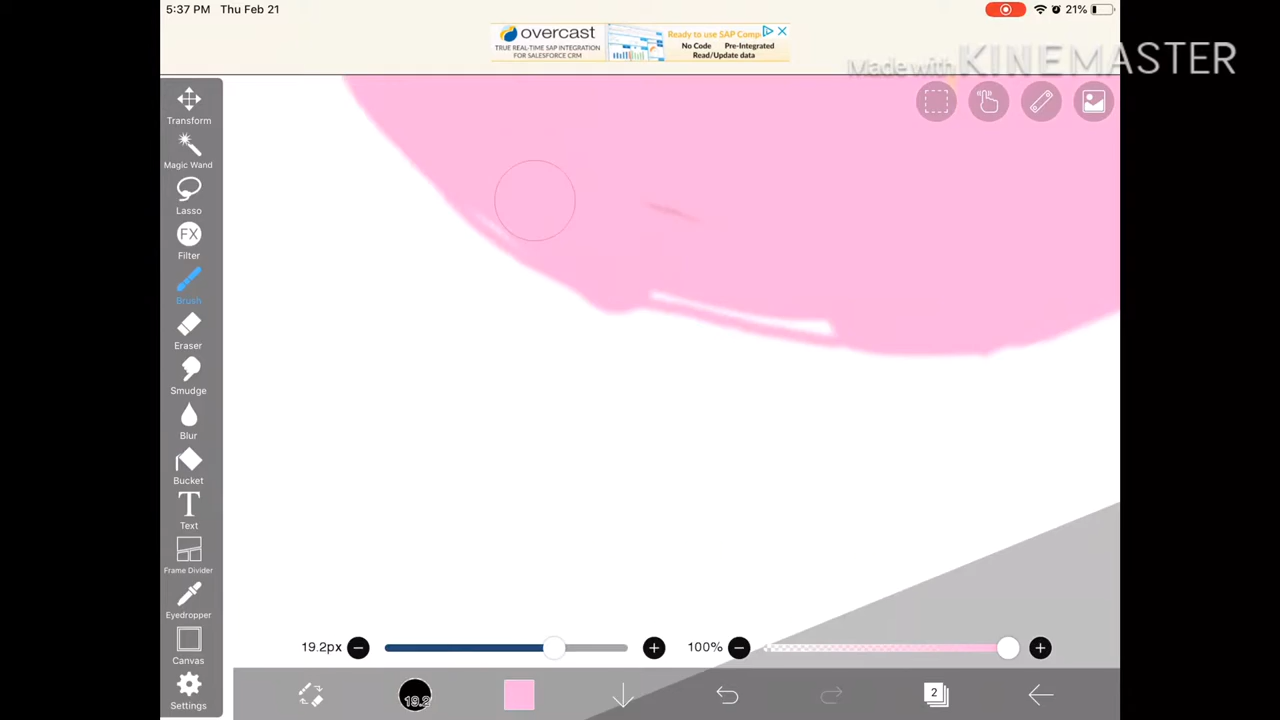 5:37 PM Thu Feb 21
21%
overcast
TRUE REAL-TIME SAP INTEGRATION
FOR SALESFORCE CRM
Ready to use SAP Comp
No Code Pre-Integrated
Read/Update data
Made with KINEMASTER
Transform
Magic Wand
Lasso
FX
Filter
Brush
Eraser
Smudge
Blur
Bucket
T
Text
Frame Divider
Eyedropper
Canvas
Settings
19.2px
100%
19.2
2